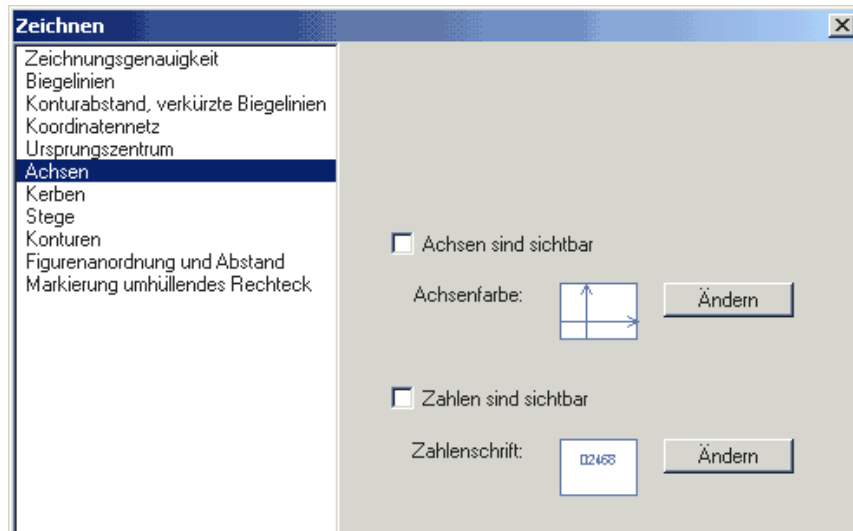 Zeichnen
Zeichnungsgenauigkeit
Biegelinien
Konturabstand, verkürzte Biegelinien
Koordinatennetz
Ursprungszentrum
Achsen
Kerben
Stege
Konturen
Figurenanordnung und Abstand
Markierung umhüllendes Rechteck
Achsen sind sichtbar
Achsenfarbe: Ändern
Zahlen sind sichtbar
Zahlenschrift: 02468 Ändern